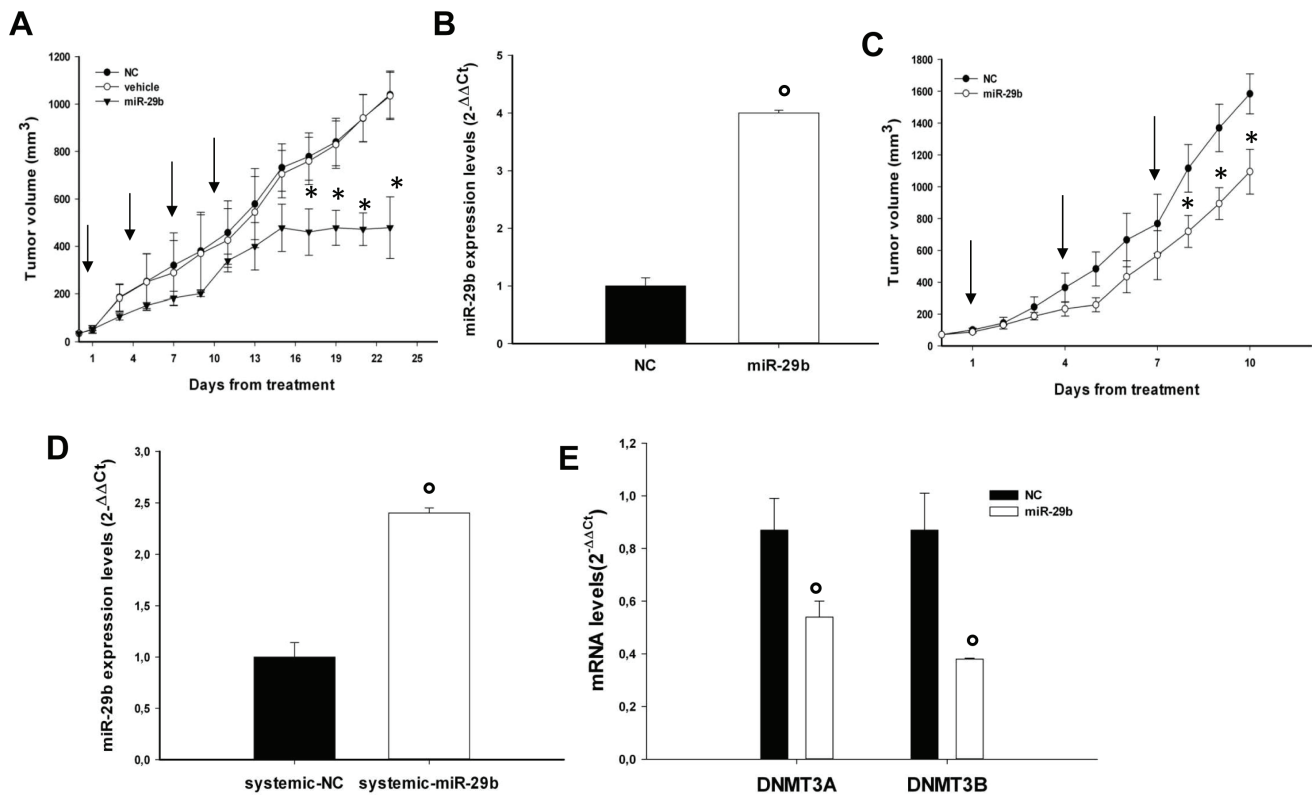 A
Tumor volume (mm3)
1200
1000
800
600
400
200
0
NC
vehicle
miR-29b
*
*
*
*
1 4 7 10 13 16 19 22 25
Days from treatment
B
miR-29b expression levels (2-ΔΔCt)
5
4
3
2
1
0
NC miR-29b
C
Tumor volume (mm3)
1800
1600
1400
1200
1000
800
600
400
200
0
NC
miR-29b
*
*
*
1 4 7 10
Days from treatment
D
miR-29b expression levels (2-ΔΔCt)
3,0
2,5
2,0
1,5
1,0
0,5
0,0
systemic-NC systemic-miR-29b
E
mRNA levels(2-ΔΔCt)
1,2
1,0
0,8
0,6
0,4
0,2
0,0
NC
miR-29b
DNMT3A DNMT3B